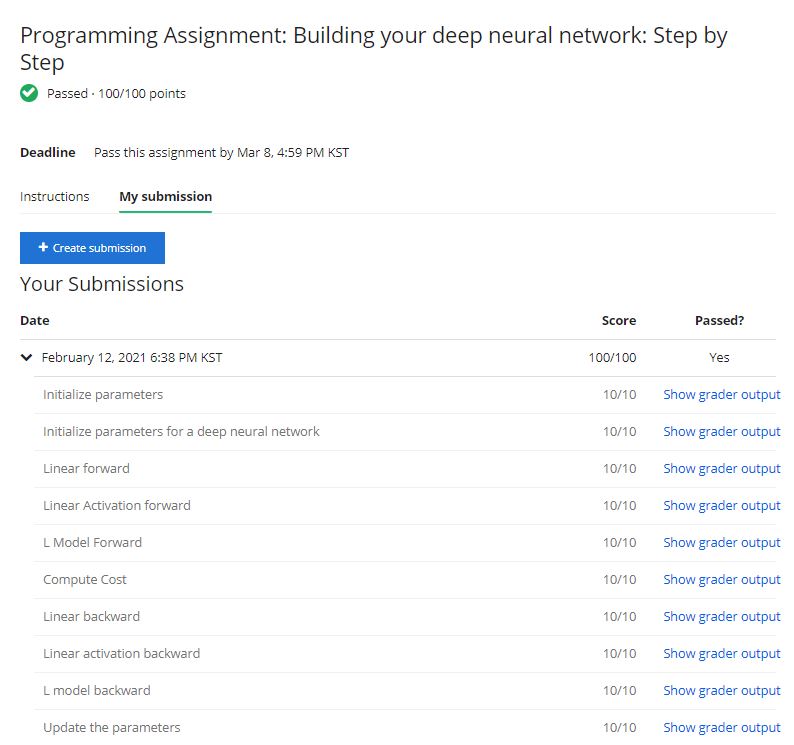 Programming Assignment: Building your deep neural network: Step by
Step
Passed · 100/100 points
Deadline Pass this assignment by Mar 8, 4:59 PM KST
Instructions My submission
+ Create submission
Your Submissions
Date Score Passed?
February 12, 2021 6:38 PM KST 100/100 Yes
Initialize parameters 10/10 Show grader output
Initialize parameters for a deep neural network 10/10 Show grader output
Linear forward 10/10 Show grader output
Linear Activation forward 10/10 Show grader output
L Model Forward 10/10 Show grader output
Compute Cost 10/10 Show grader output
Linear backward 10/10 Show grader output
Linear activation backward 10/10 Show grader output
L model backward 10/10 Show grader output
Update the parameters 10/10 Show grader output